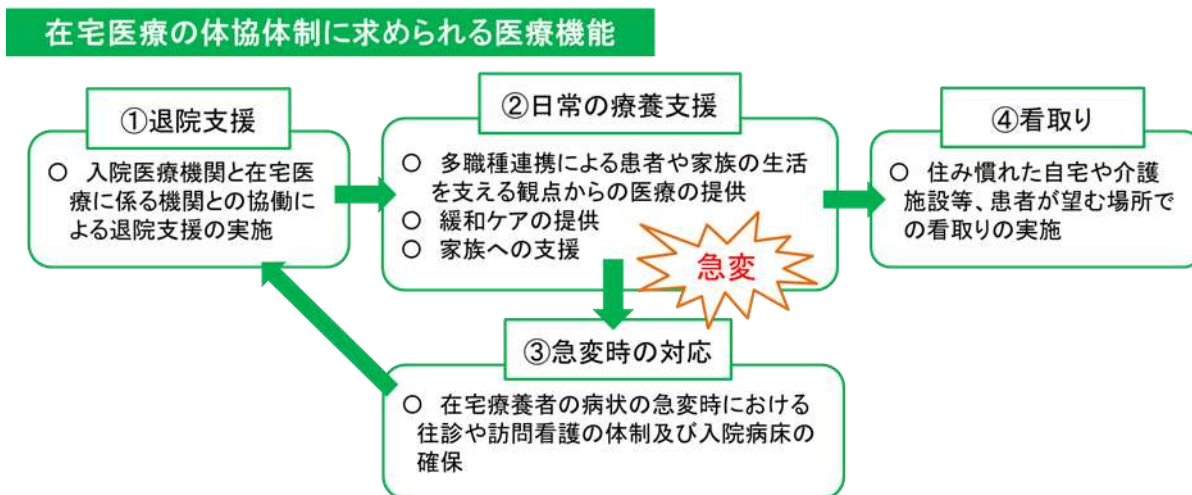 在宅医療の体協体制に求められる医療機能
①退院支援
○ 入院医療機関と在宅医
療に係る機関との協働に
よる退院支援の実施
②日常の療養支援
○ 多職種連携による患者や家族の生活
を支える観点からの医療の提供
○ 緩和ケアの提供
○ 家族への支援
急変
④看取り
○ 住み慣れた自宅や介護
施設等、患者が望む場所で
の看取りの実施
③急変時の対応
○ 在宅療養者の病状の急変時における
往診や訪問看護の体制及び入院病床の
確保